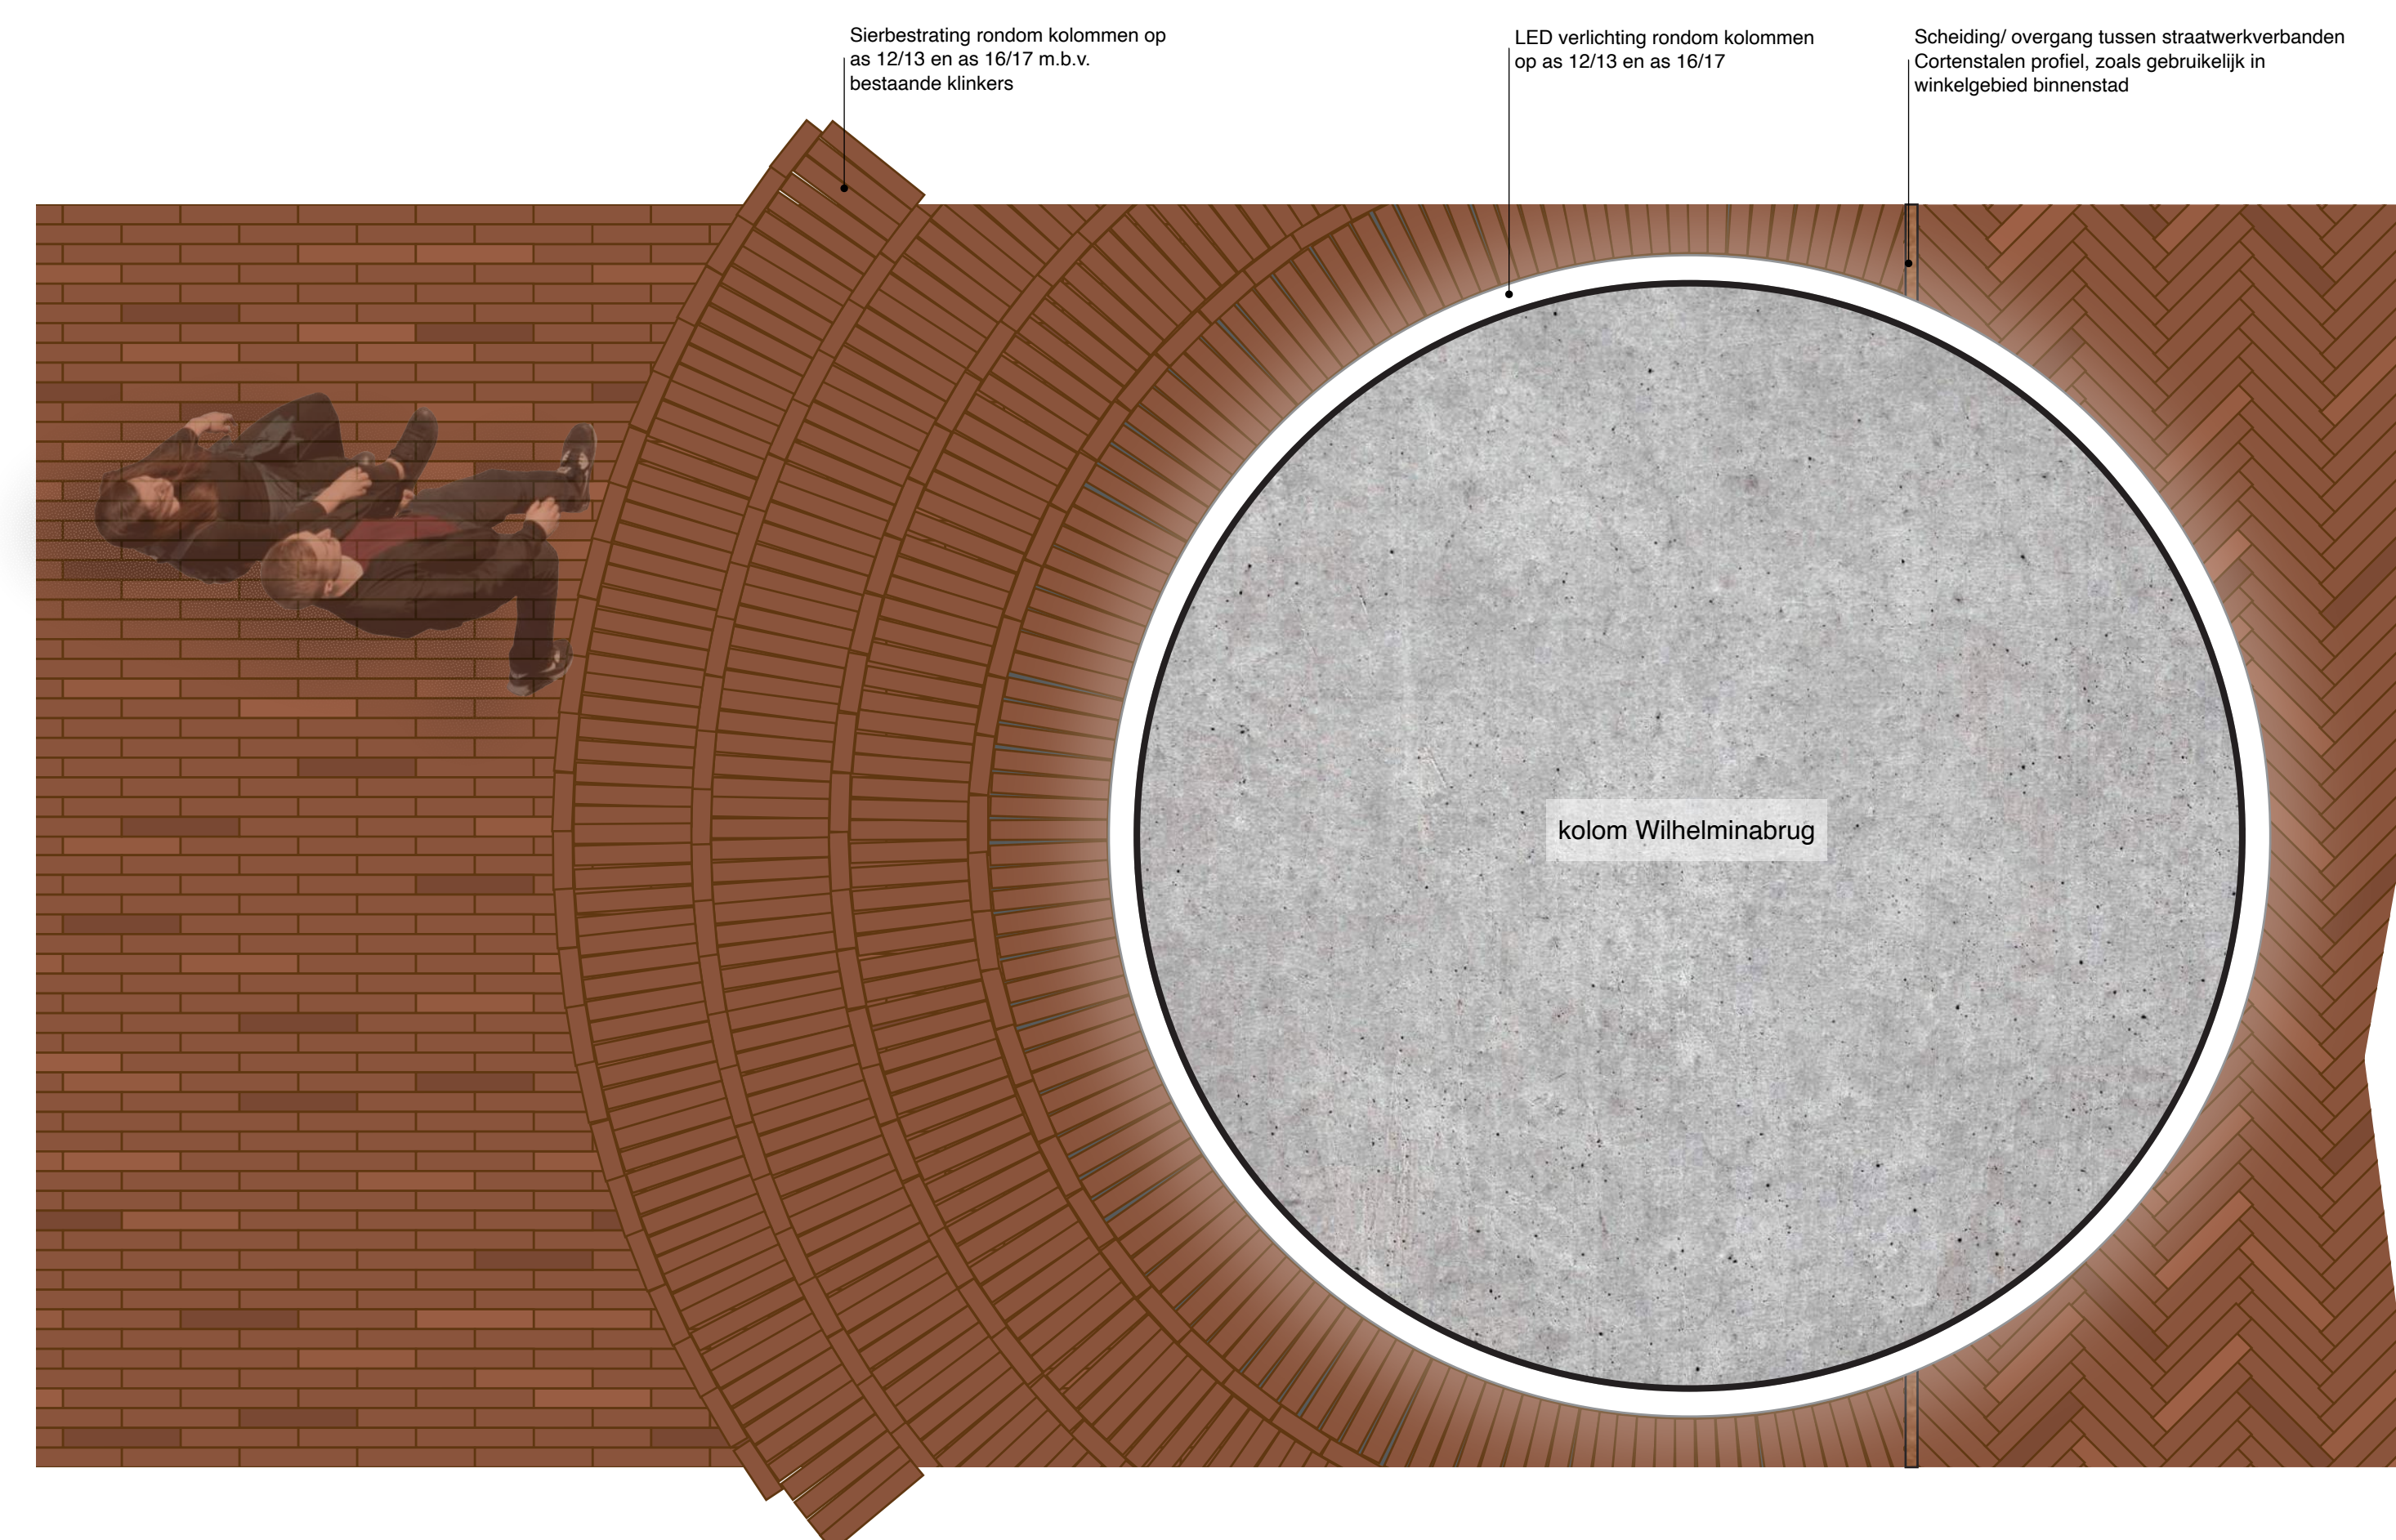 Sierbestrating rondom kolommen op
as 12/13 en as 16/17 m.b.v.
bestaande klinkers
LED verlichting rondom kolommen
op as 12/13 en as 16/17
Scheiding/ overgang tussen straatwerkverbanden
Cortenstalen profiel, zoals gebruikelijk in
winkelgebied binnenstad
kolom Wilhelminabrug